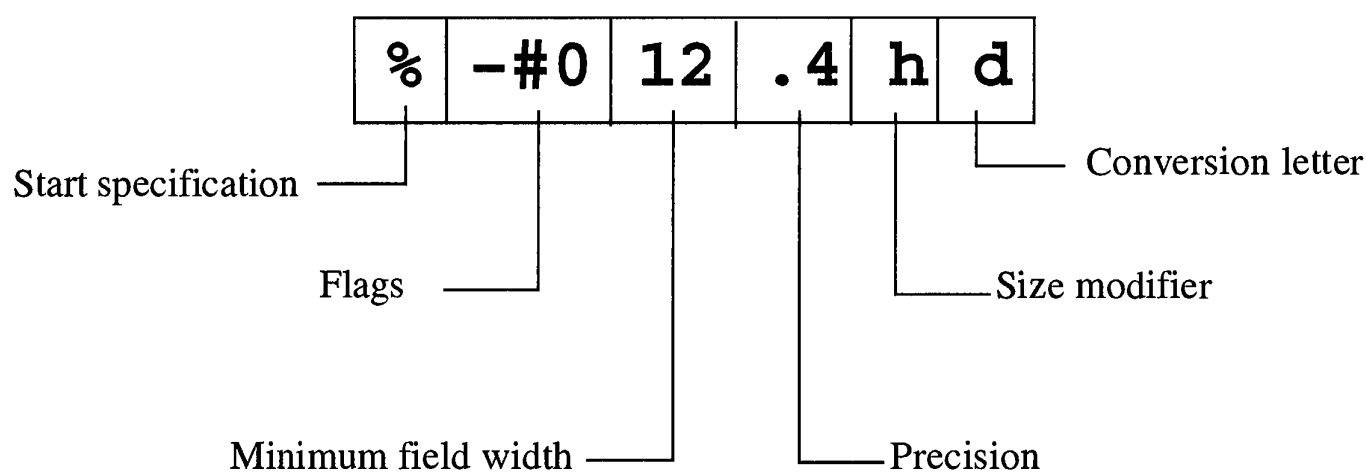 % -#0 12 .4 h d
Start specification
Conversion letter
Flags
Size modifier
Minimum field width
Precision